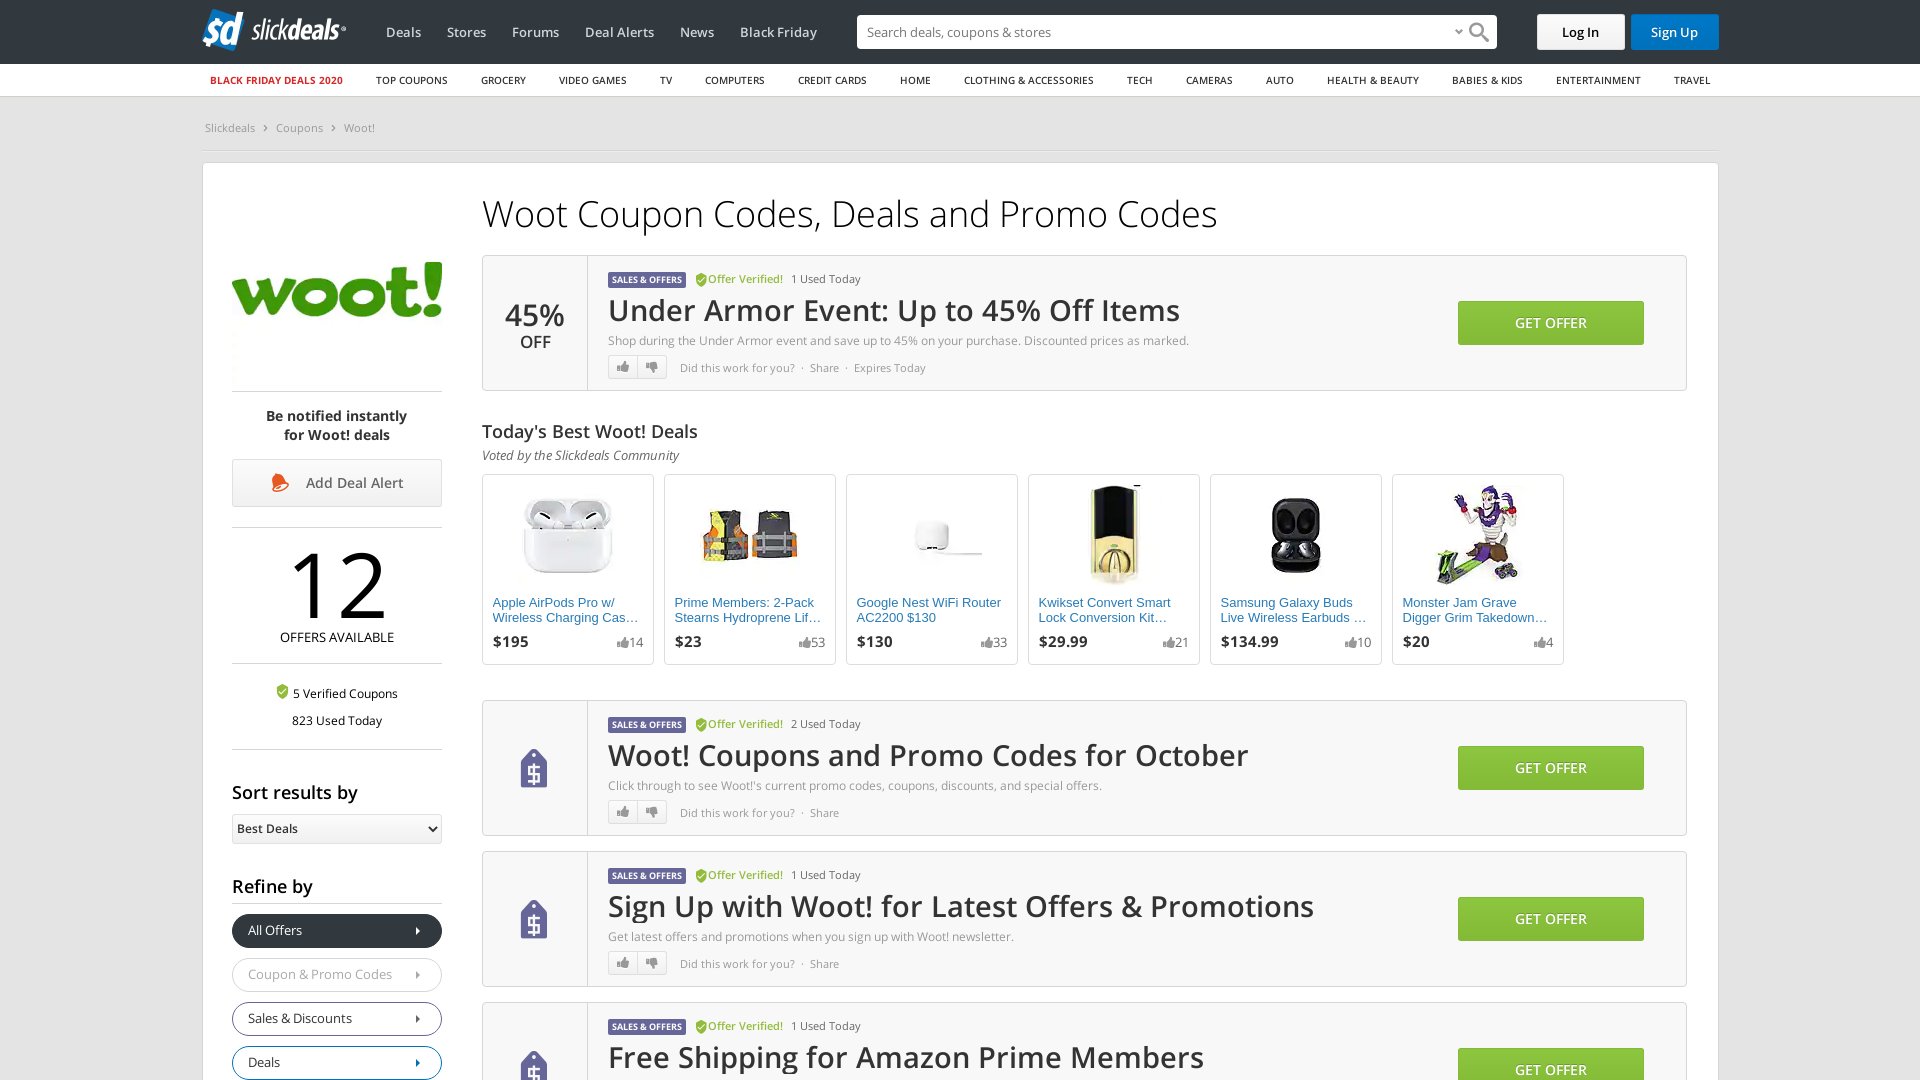 sd slickdeals
Deals
Stores
Forums
Deal Alerts
News
Black Friday
Search deals, coupons & stores
Log In
Sign Up
BLACK FRIDAY DEALS 2020
TOP COUPONS
GROCERY
VIDEO GAMES
TV
COMPUTERS
CREDIT CARDS
HOME
CLOTHING & ACCESSORIES
TECH
CAMERAS
AUTO
HEALTH & BEAUTY
BABIES & KIDS
ENTERTAINMENT
TRAVEL
Slickdeals > Coupons > Woot!
woot!
Be notified instantly
for Woot! deals
Add Deal Alert
12
OFFERS AVAILABLE
5 Verified Coupons
823 Used Today
Sort results by
Best Deals
Refine by
All Offers
Coupon & Promo Codes
Sales & Discounts
Deals
Woot Coupon Codes, Deals and Promo Codes
45%
OFF
SALES & OFFERS Offer Verified! 1 Used Today
Under Armor Event: Up to 45% Off Items
Shop during the Under Armor event and save up to 45% on your purchase. Discounted prices as marked.
Did this work for you? · Share · Expires Today
GET OFFER
Today's Best Woot! Deals
Voted by the Slickdeals Community
Apple AirPods Pro w/
Wireless Charging Cas…
$195 14
Prime Members: 2-Pack
Stearns Hydroprene Lif…
$23 53
Google Nest WiFi Router
AC2200 $130
$130 33
Kwikset Convert Smart
Lock Conversion Kit…
$29.99 21
Samsung Galaxy Buds
Live Wireless Earbuds …
$134.99 10
Monster Jam Grave
Digger Grim Takedown…
$20 4
SALES & OFFERS Offer Verified! 2 Used Today
Woot! Coupons and Promo Codes for October
Click through to see Woot!'s current promo codes, coupons, discounts, and special offers.
Did this work for you? · Share
GET OFFER
SALES & OFFERS Offer Verified! 1 Used Today
Sign Up with Woot! for Latest Offers & Promotions
Get latest offers and promotions when you sign up with Woot! newsletter.
Did this work for you? · Share
GET OFFER
SALES & OFFERS Offer Verified! 1 Used Today
Free Shipping for Amazon Prime Members
GET OFFER